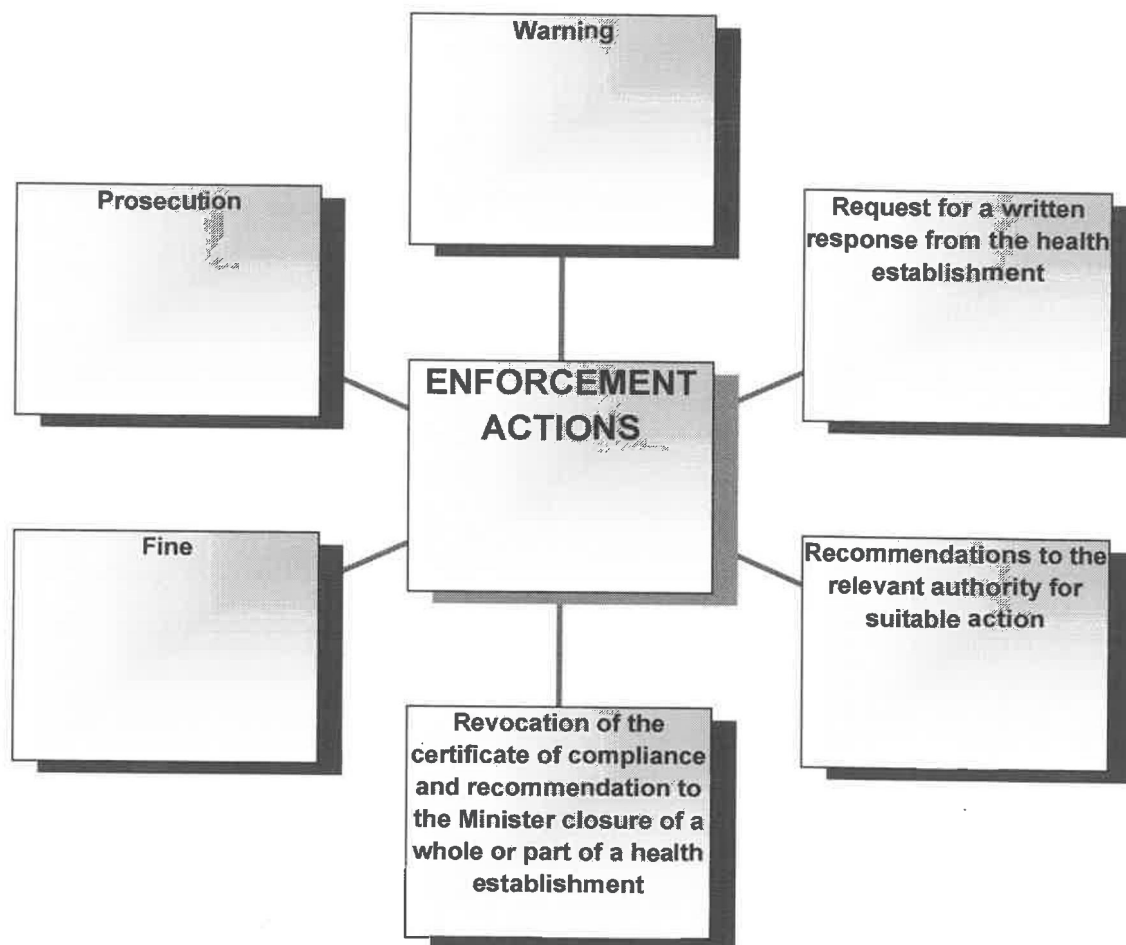 Warning
Prosecution
Request for a written
response from the health
establishment
ENFORCEMENT
ACTIONS
Fine
Recommendations to the
relevant authority for
suitable action
Revocation of the
certificate of compliance
and recommendation to
the Minister closure of a
whole or part of a health
establishment